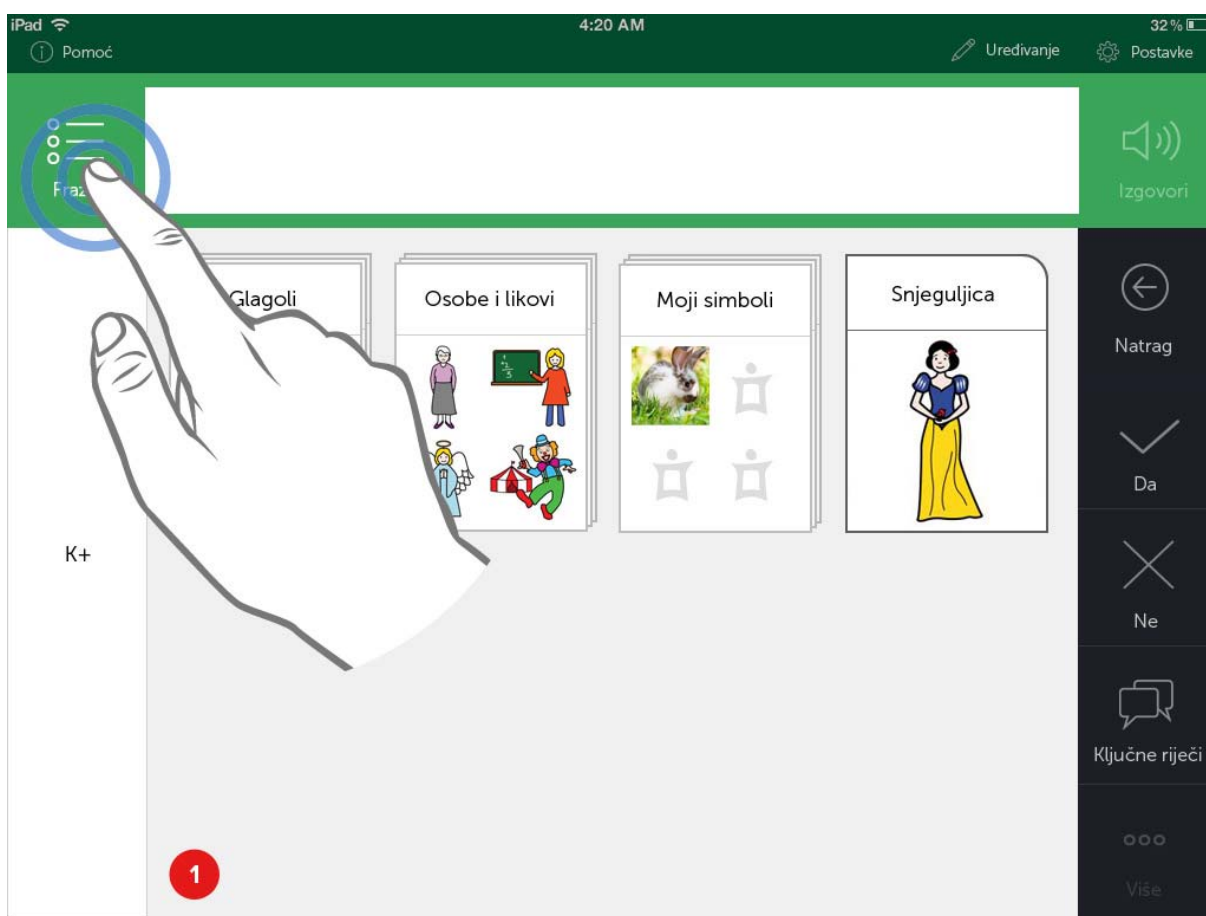 iPad 4:20 AM 32%
Pomoć Uređivanje Postavke
Izgovori
Glagoli Osobe i likovi Moji simboli Snjeguljica
Natrag
Da
K+
Ne
Ključne riječi
1
Više